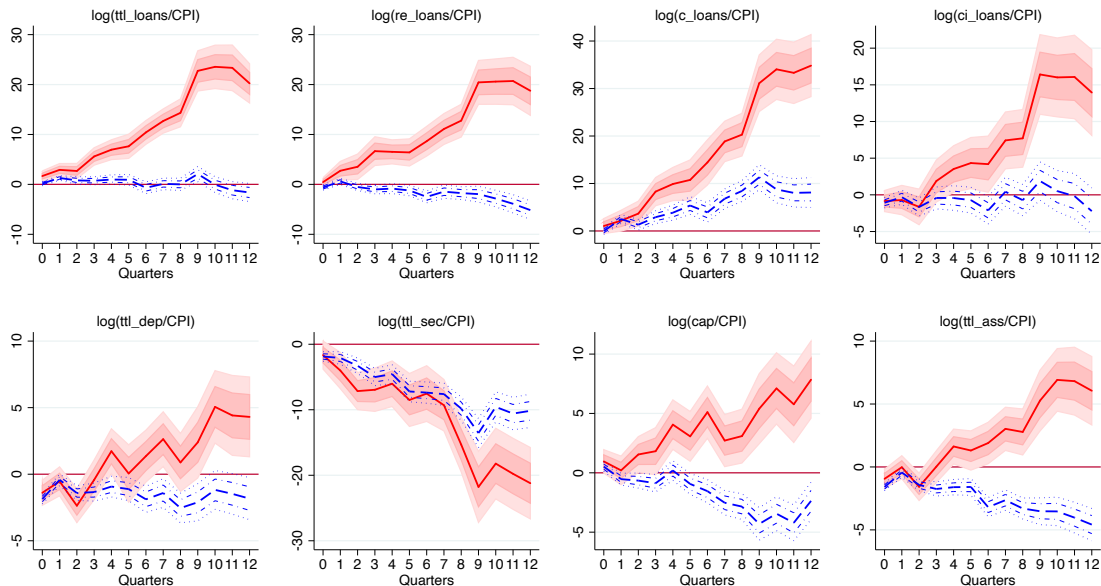 log(ttl_loans/CPI)
30
20
10
0
-10
0 1 2 3 4 5 6 7 8 9 10 11 12
Quarters
log(re_loans/CPI)
30
20
10
0
-10
0 1 2 3 4 5 6 7 8 9 10 11 12
Quarters
log(c_loans/CPI)
40
30
20
10
0
0 1 2 3 4 5 6 7 8 9 10 11 12
Quarters
log(ci_loans/CPI)
20
15
10
5
0
-5
0 1 2 3 4 5 6 7 8 9 10 11 12
Quarters
log(ttl_dep/CPI)
10
5
0
-5
0 1 2 3 4 5 6 7 8 9 10 11 12
Quarters
log(ttl_sec/CPI)
0
-10
-20
-30
0 1 2 3 4 5 6 7 8 9 10 11 12
Quarters
log(cap/CPI)
10
5
0
-5
0 1 2 3 4 5 6 7 8 9 10 11 12
Quarters
log(ttl_ass/CPI)
10
5
0
-5
0 1 2 3 4 5 6 7 8 9 10 11 12
Quarters